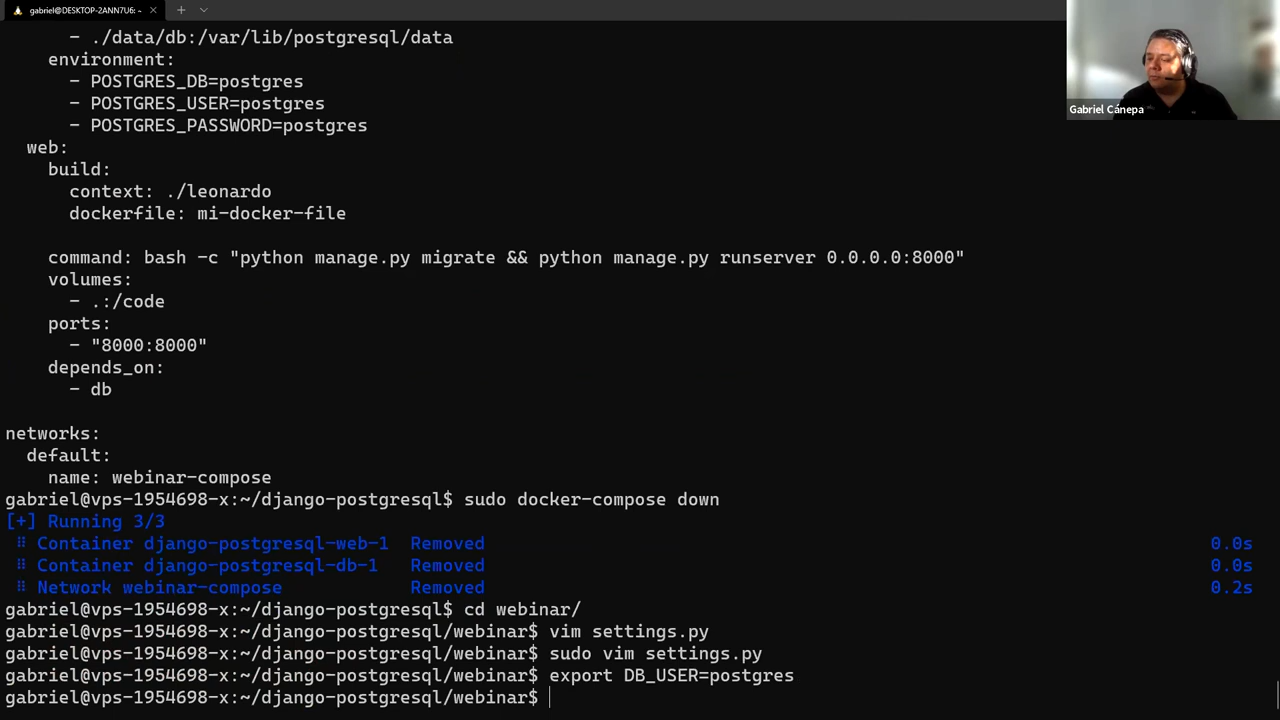 gabriel@DESKTOP-2ANN7U6: ~
- ./data/db:/var/lib/postgresql/data
environment:
- POSTGRES_DB=postgres
- POSTGRES_USER=postgres
- POSTGRES_PASSWORD=postgres
web:
build:
context: ./leonardo
dockerfile: mi-docker-file
command: bash -c "python manage.py migrate && python manage.py runserver 0.0.0.0:8000"
volumes:
- .:/code
ports:
- "8000:8000"
depends_on:
- db
networks:
default:
name: webinar-compose
gabriel@vps-1954698-x:~/django-postgresql$ sudo docker-compose down
[+] Running 3/3
⠿ Container django-postgresql-web-1 Removed 0.0s
⠿ Container django-postgresql-db-1 Removed 0.0s
⠿ Network webinar-compose Removed 0.2s
gabriel@vps-1954698-x:~/django-postgresql$ cd webinar/
gabriel@vps-1954698-x:~/django-postgresql/webinar$ vim settings.py
gabriel@vps-1954698-x:~/django-postgresql/webinar$ sudo vim settings.py
gabriel@vps-1954698-x:~/django-postgresql/webinar$ export DB_USER=postgres
gabriel@vps-1954698-x:~/django-postgresql/webinar$
Gabriel Cánepa